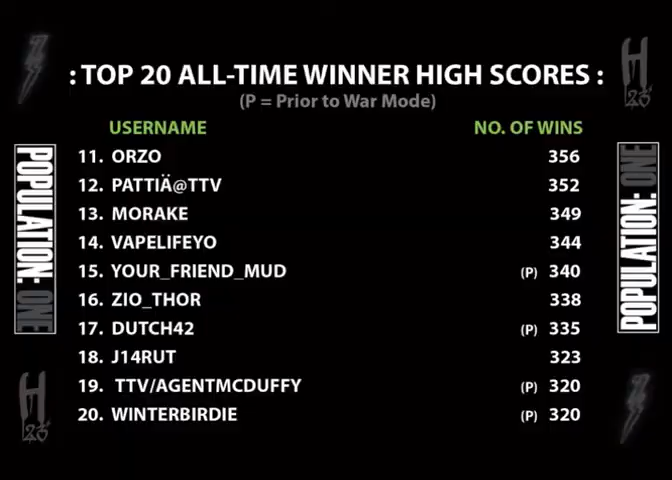 : TOP 20 ALL-TIME WINNER HIGH SCORES :
(P = Prior to War Mode)
USERNAME NO. OF WINS
11. ORZO 356
12. PATTIÄ@TTV 352
13. MORAKE 349
14. VAPELIFEYO 344
15. YOUR_FRIEND_MUD (P) 340
16. ZIO_THOR 338
17. DUTCH42 (P) 335
18. J14RUT 323
19. TTV/AGENTMCDUFFY (P) 320
20. WINTERBIRDIE (P) 320
POPULATION: ONE
POPULATION: ONE